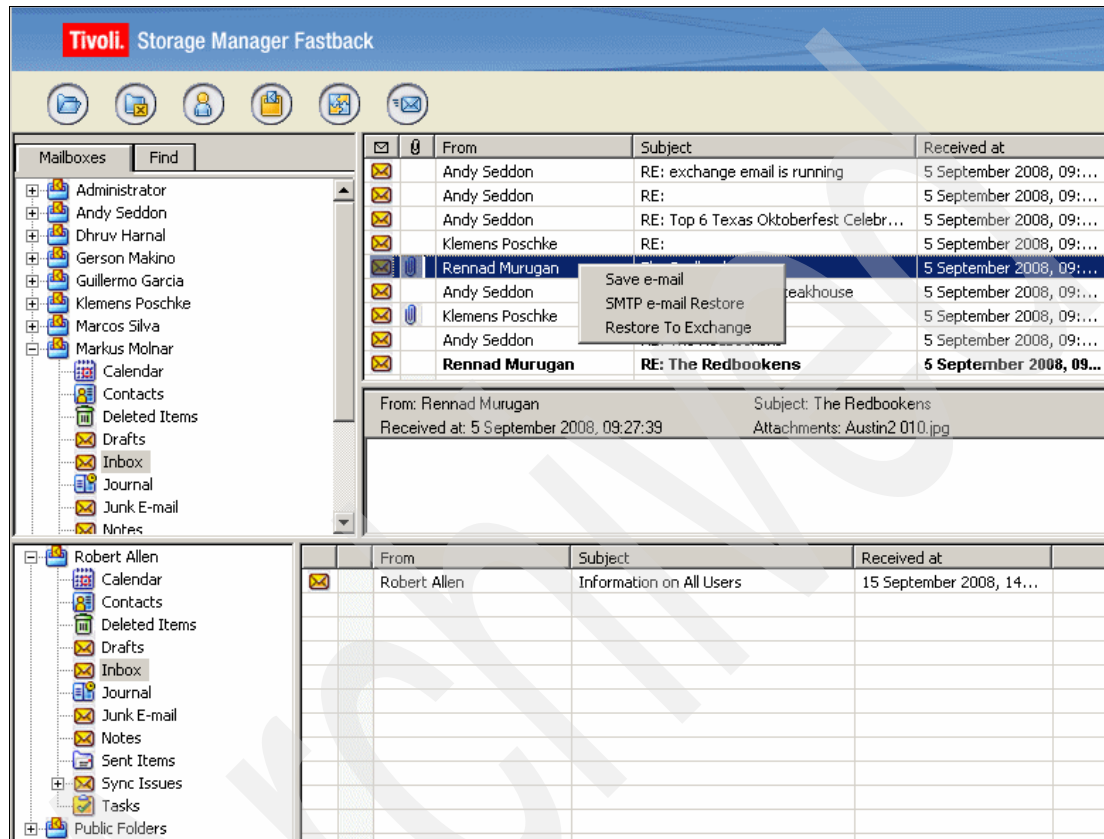 Tivoli. Storage Manager Fastback
Mailboxes
Find
Administrator
Andy Seddon
Dhruv Harnal
Gerson Makino
Guillermo Garcia
Klemens Poschke
Marcos Silva
Markus Molnar
Calendar
Contacts
Deleted Items
Drafts
Inbox
Journal
Junk E-mail
Notes
From Subject Received at
Andy Seddon RE: exchange email is running 5 September 2008, 09:...
Andy Seddon RE: 5 September 2008, 09:...
Andy Seddon RE: Top 6 Texas Oktoberfest Celebr... 5 September 2008, 09:...
Klemens Poschke RE: 5 September 2008, 09:...
Rennad Murugan 5 September 2008, 09:...
Andy Seddon teakhouse 5 September 2008, 09:...
Klemens Poschke 5 September 2008, 09:...
Andy Seddon RE: The Redbookens 5 September 2008, 09:...
Rennad Murugan RE: The Redbookens 5 September 2008, 09...
Save e-mail
SMTP e-mail Restore
Restore To Exchange
From: Rennad Murugan Subject: The Redbookens
Received at: 5 September 2008, 09:27:39 Attachments: Austin2 010.jpg
Robert Allen
Calendar
Contacts
Deleted Items
Drafts
Inbox
Journal
Junk E-mail
Notes
Sent Items
Sync Issues
Tasks
Public Folders
From Subject Received at
Robert Allen Information on All Users 15 September 2008, 14...